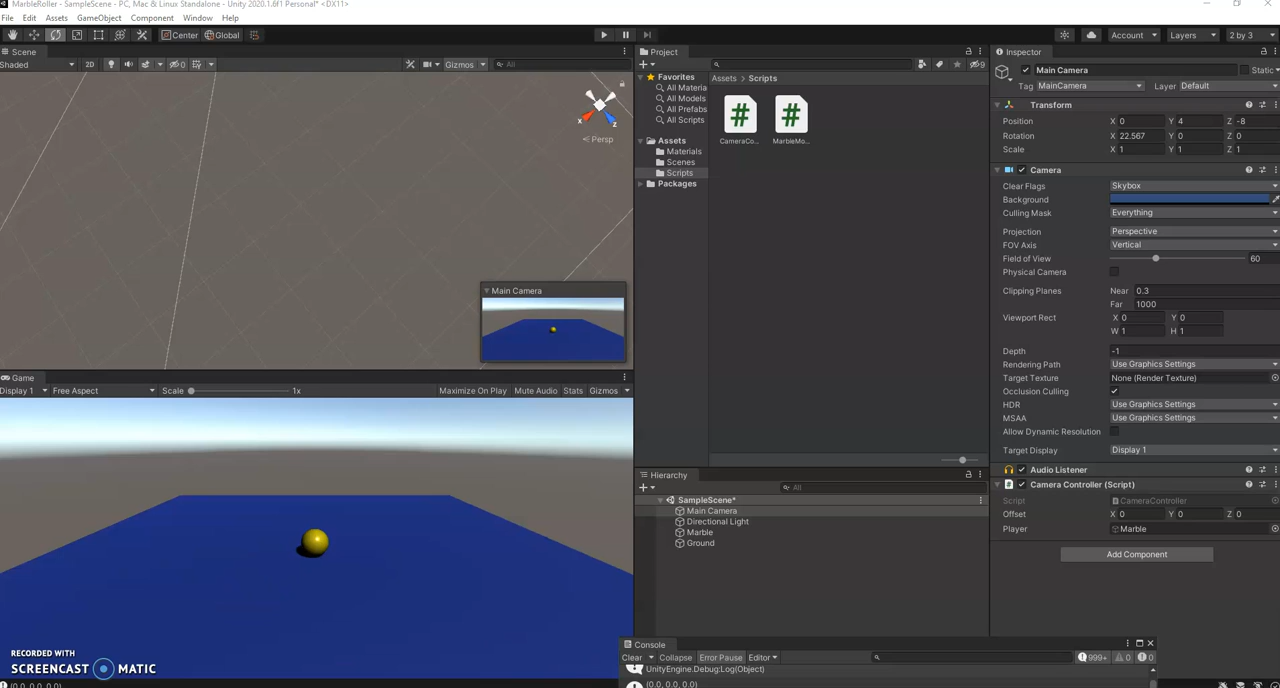 MarbleRoller - SampleScene - PC, Mac & Linux Standalone - Unity 2020.1.6f1 Personal* <DX11>
File Edit Assets GameObject Component Window Help
Center Global
Account Layers 2 by 3
Scene
Shaded 2D 0 Gizmos All
x z
Persp
Main Camera
Game
Display 1 Free Aspect Scale 1x Maximize On Play Mute Audio Stats Gizmos
RECORDED WITH
SCREENCAST MATIC
(0.0, 0.0, 0.0)
Project
9
Favorites
All Materia
All Models
All Prefabs
All Scripts
Assets
Materials
Scenes
Scripts
Packages
Assets > Scripts
# #
CameraCo... MarbleMo...
Hierarchy
All
SampleScene*
Main Camera
Directional Light
Marble
Ground
Console
Clear Collapse Error Pause Editor 999+ 0 0
UnityEngine.Debug:Log(Object)
(0.0, 0.0, 0.0)
Inspector
Main Camera Static
Tag MainCamera Layer Default
Transform
Position X 0 Y 4 Z -8
Rotation X 22.567 Y 0 Z 0
Scale X 1 Y 1 Z 1
Camera
Clear Flags Skybox
Background
Culling Mask Everything
Projection Perspective
FOV Axis Vertical
Field of View 60
Physical Camera
Clipping Planes Near 0.3
Far 1000
Viewport Rect X 0 Y 0
W 1 H 1
Depth -1
Rendering Path Use Graphics Settings
Target Texture None (Render Texture)
Occlusion Culling
HDR Use Graphics Settings
MSAA Use Graphics Settings
Allow Dynamic Resolution
Target Display Display 1
Audio Listener
# Camera Controller (Script)
Script CameraController
Offset X 0 Y 0 Z 0
Player Marble
Add Component